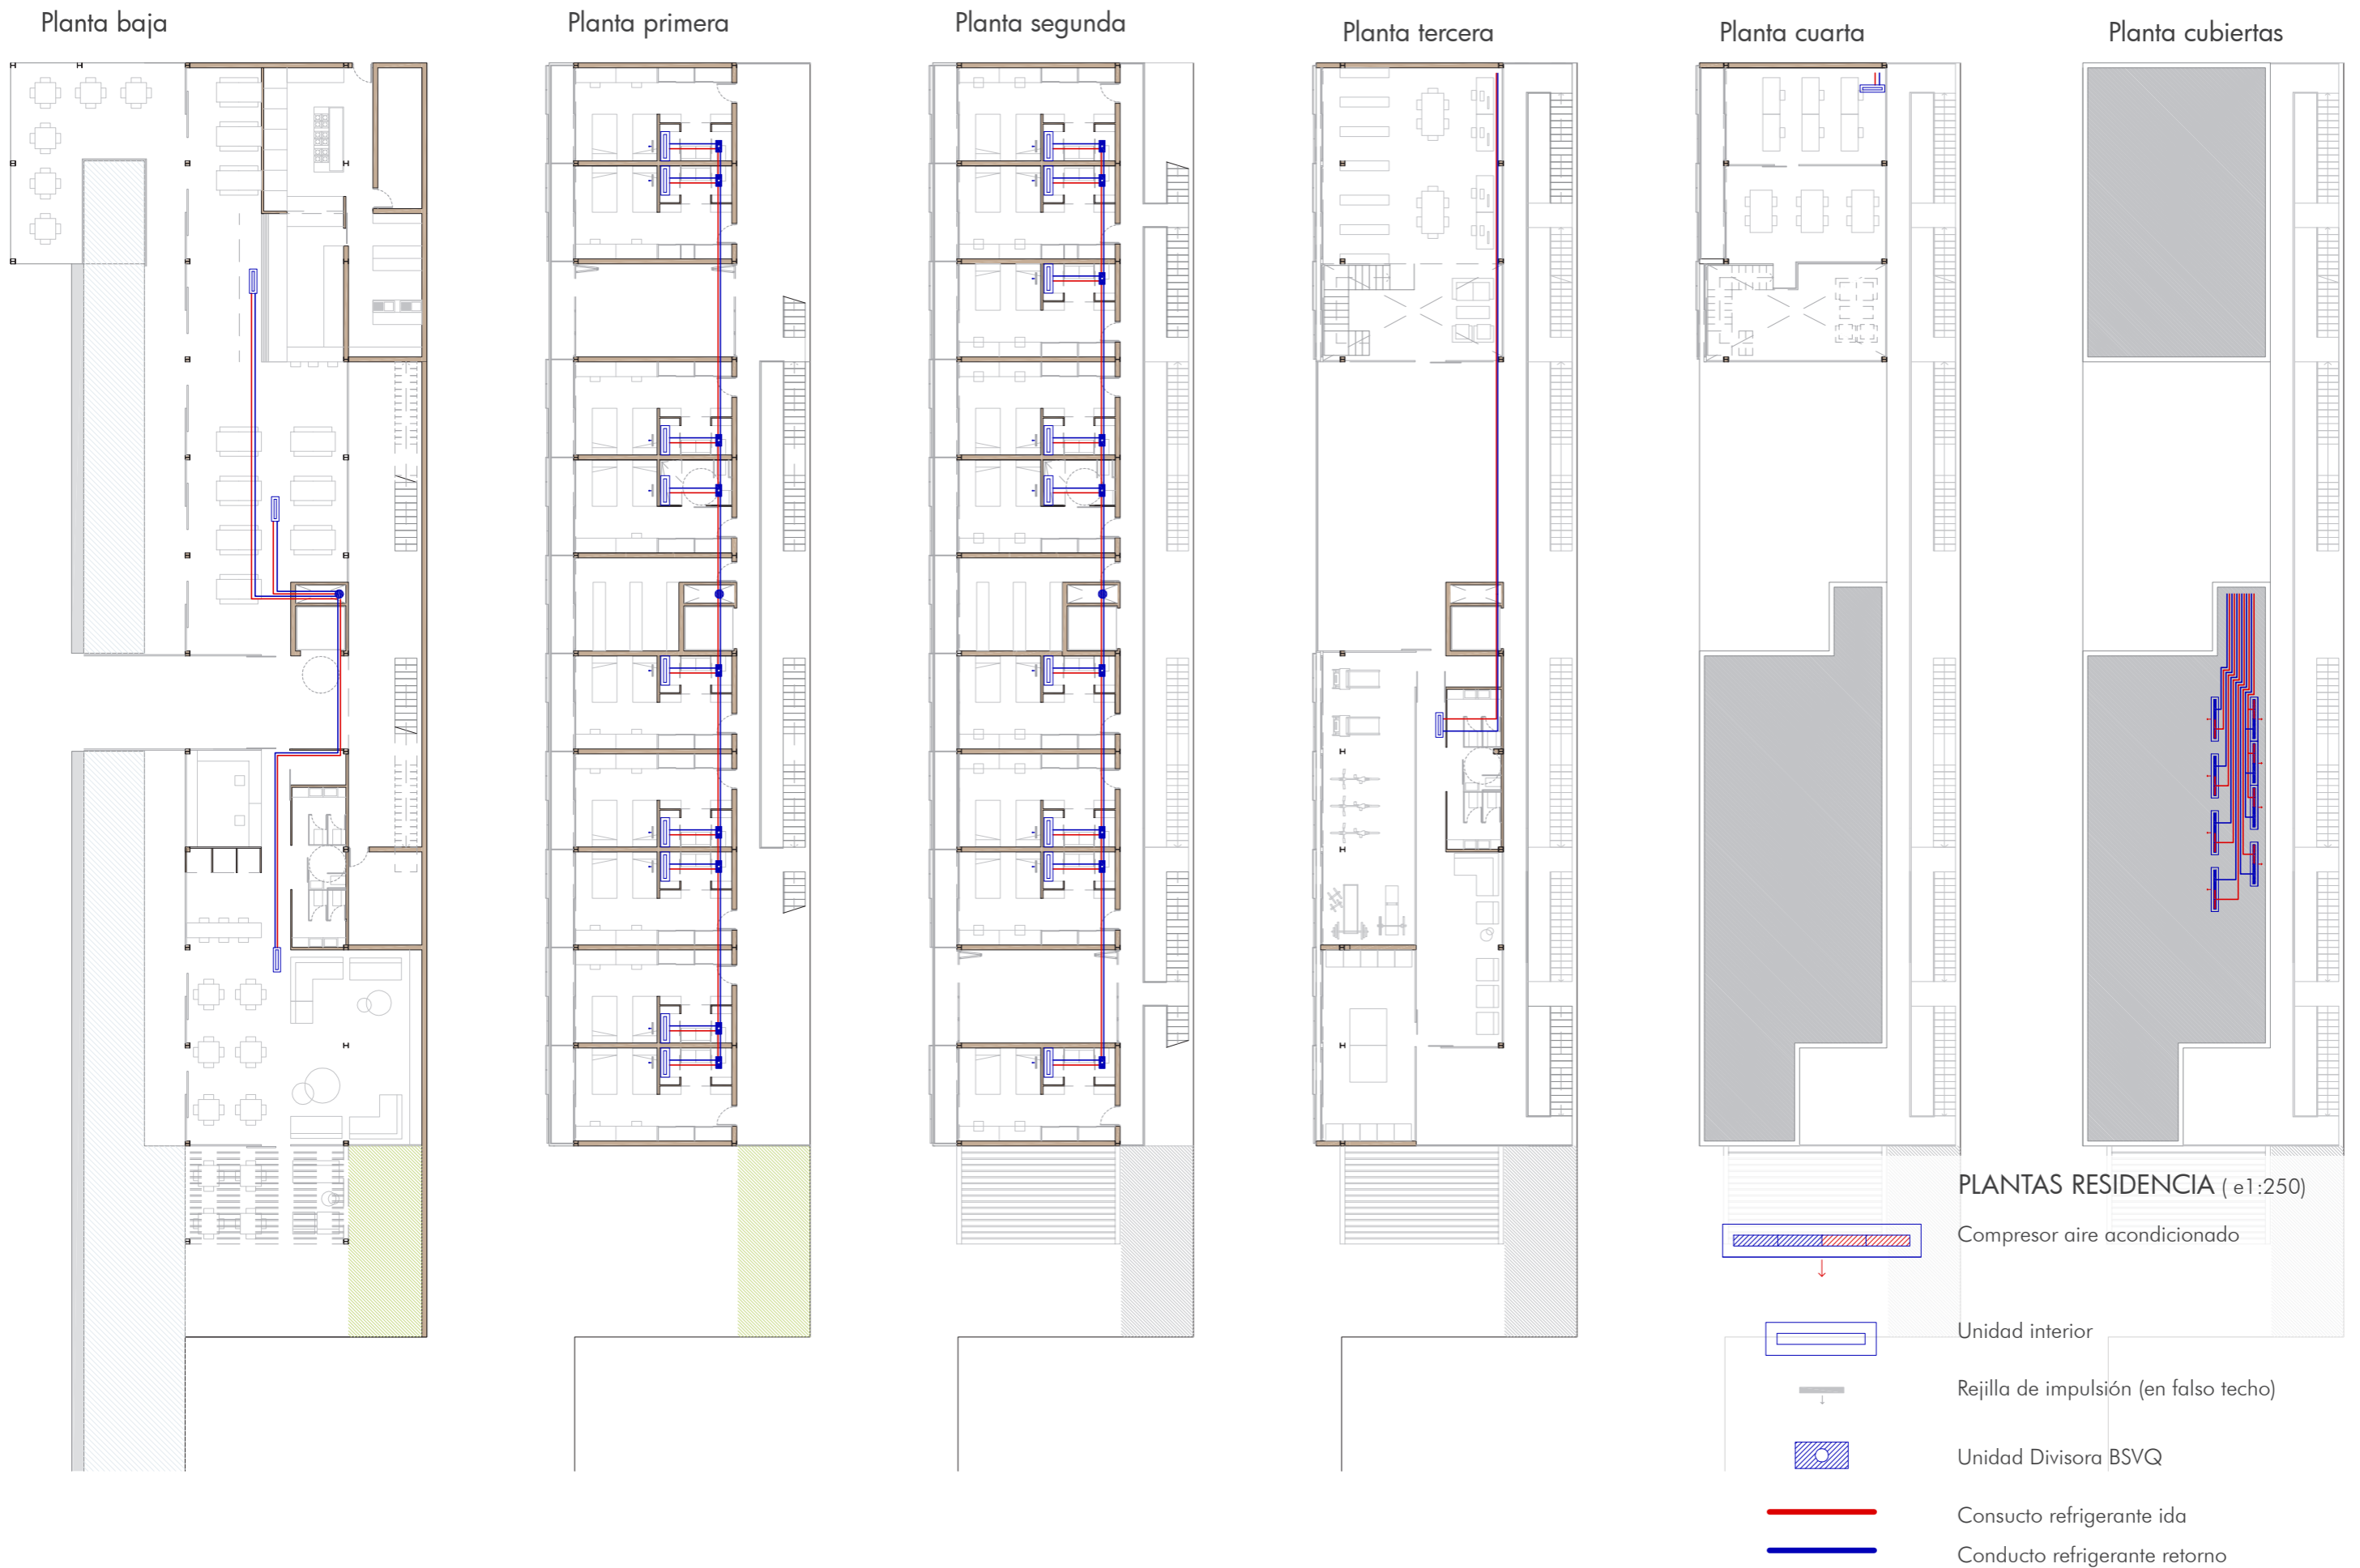 Planta baja
Planta primera
Planta segunda
Planta tercera
Planta cuarta
Planta cubiertas
PLANTAS RESIDENCIA ( e1:250)
Compresor aire acondicionado
Unidad interior
Rejilla de impulsión (en falso techo)
Unidad Divisora BSVQ
Consucto refrigerante ida
Conducto refrigerante retorno